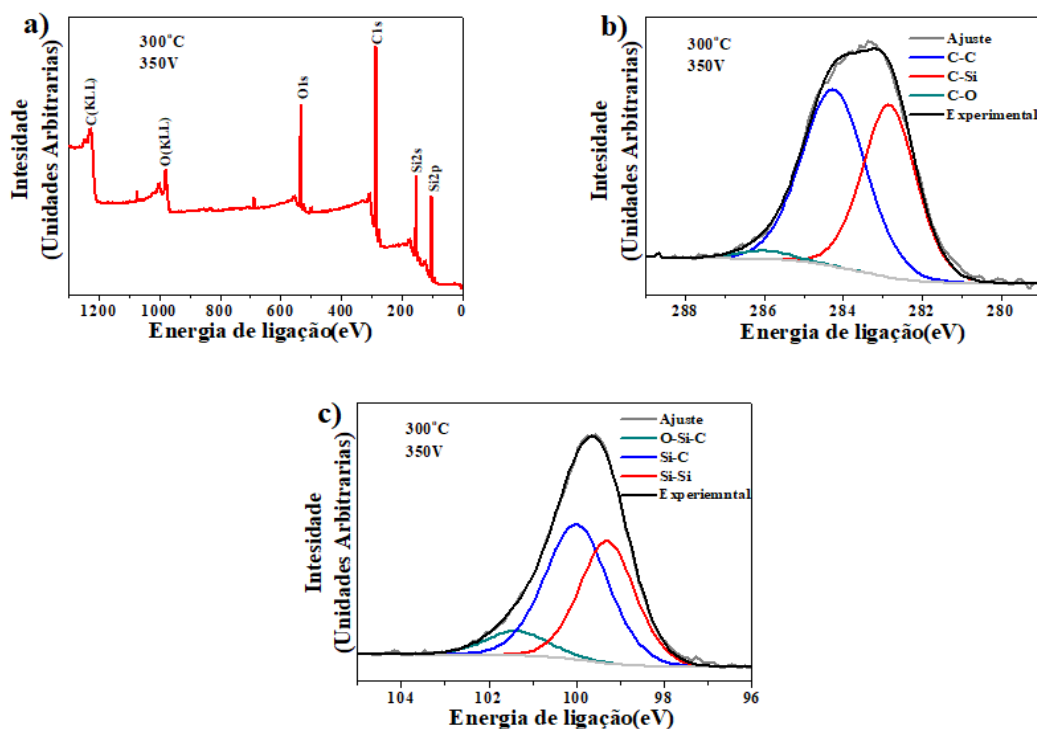 a)
300°C
350V
C(KLL)
O(KLL)
O1s
C1s
Si2s
Si2p
Intesidade
(Unidades Arbitrarias)
1200 1000 800 600 400 200 0
Energia de ligação(eV)
b)
300°C
350V
Ajuste
C-C
C-Si
C-O
Experimental
Intesidade
(Unidades Arbitrarias)
288 286 284 282 280
Energia de ligação(eV)
c)
300°C
350V
Ajuste
O-Si-C
Si-C
Si-Si
Experiemntal
Intesidade
(Unidades Arbitrarias)
104 102 100 98 96
Energia de ligação(eV)